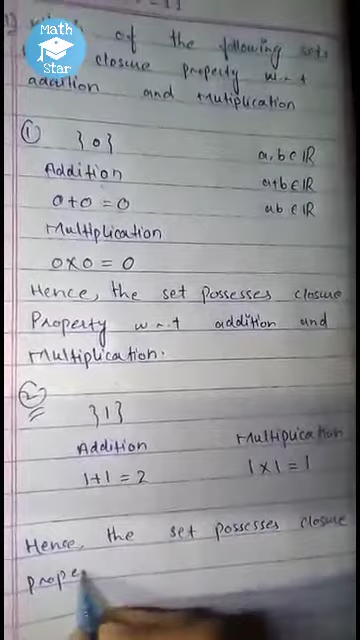 Math
Star
of the following sets
closure property w.r.t
addition and Multiplication
① {0} a,b∈ℝ
Addition a+b∈ℝ
0+0=0 ab∈ℝ
Multiplication
0×0=0
Hence, the set possesses closure
Property w.r.t addition and
Multiplication.
② {1}
Addition Multiplication
1+1=2 1×1=1
Hence, the set possesses closure
prope